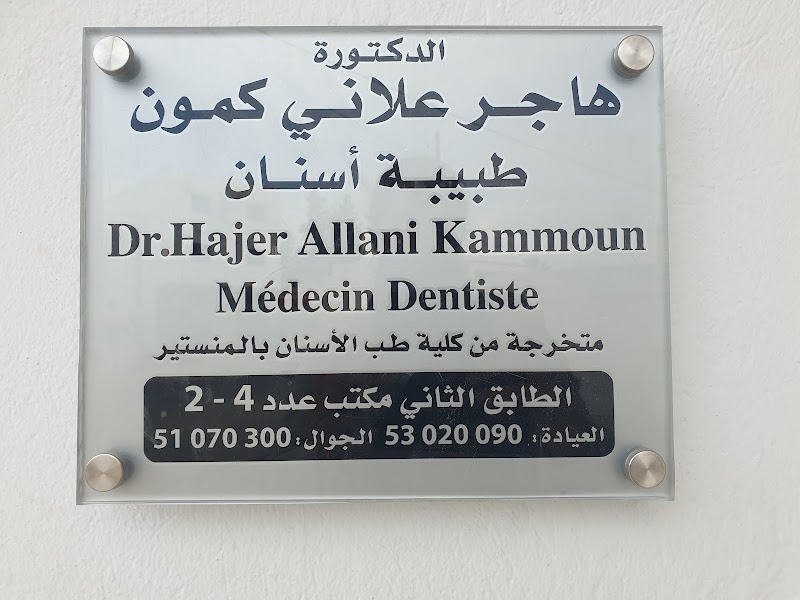 الدكتورة
هاجر علاني كمون
طبيبة أسنان
Dr.Hajer Allani Kammoun
Médecin Dentiste
متخرجة من كلية طب الأسنان بالمنستير
الطابق الثاني مكتب عدد 4 - 2
العيادة: 53 020 090 الجوال: 51 070 300